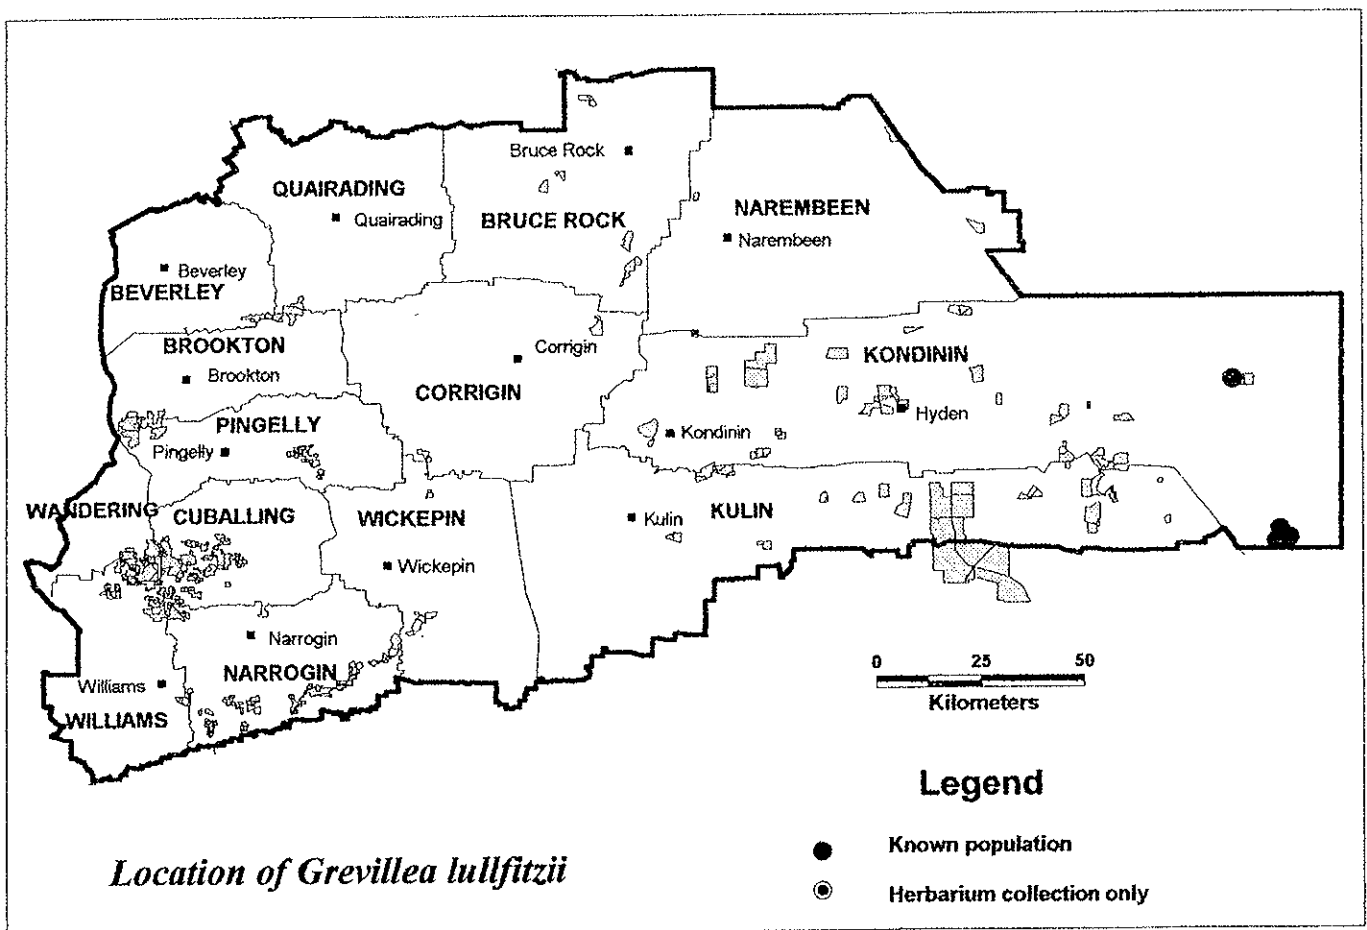 Bruce Rock
QUAIRADING
Quairading
BRUCE ROCK
NAREMBEEN
Narembeen
Beverley
BEVERLEY
BROOKTON
Brookton
Corrigin
CORRIGIN
KONDININ
Hyden
PINGELLY
Pingelly
Kondinin
WANDERING
CUBALLING
WICKEPIN
Kulin
KULIN
Wickepin
Narrogin
NARROGIN
Williams
WILLIAMS
0 25 50
Kilometers
Legend
Known population
Herbarium collection only
Location of Grevillea lullfitzii